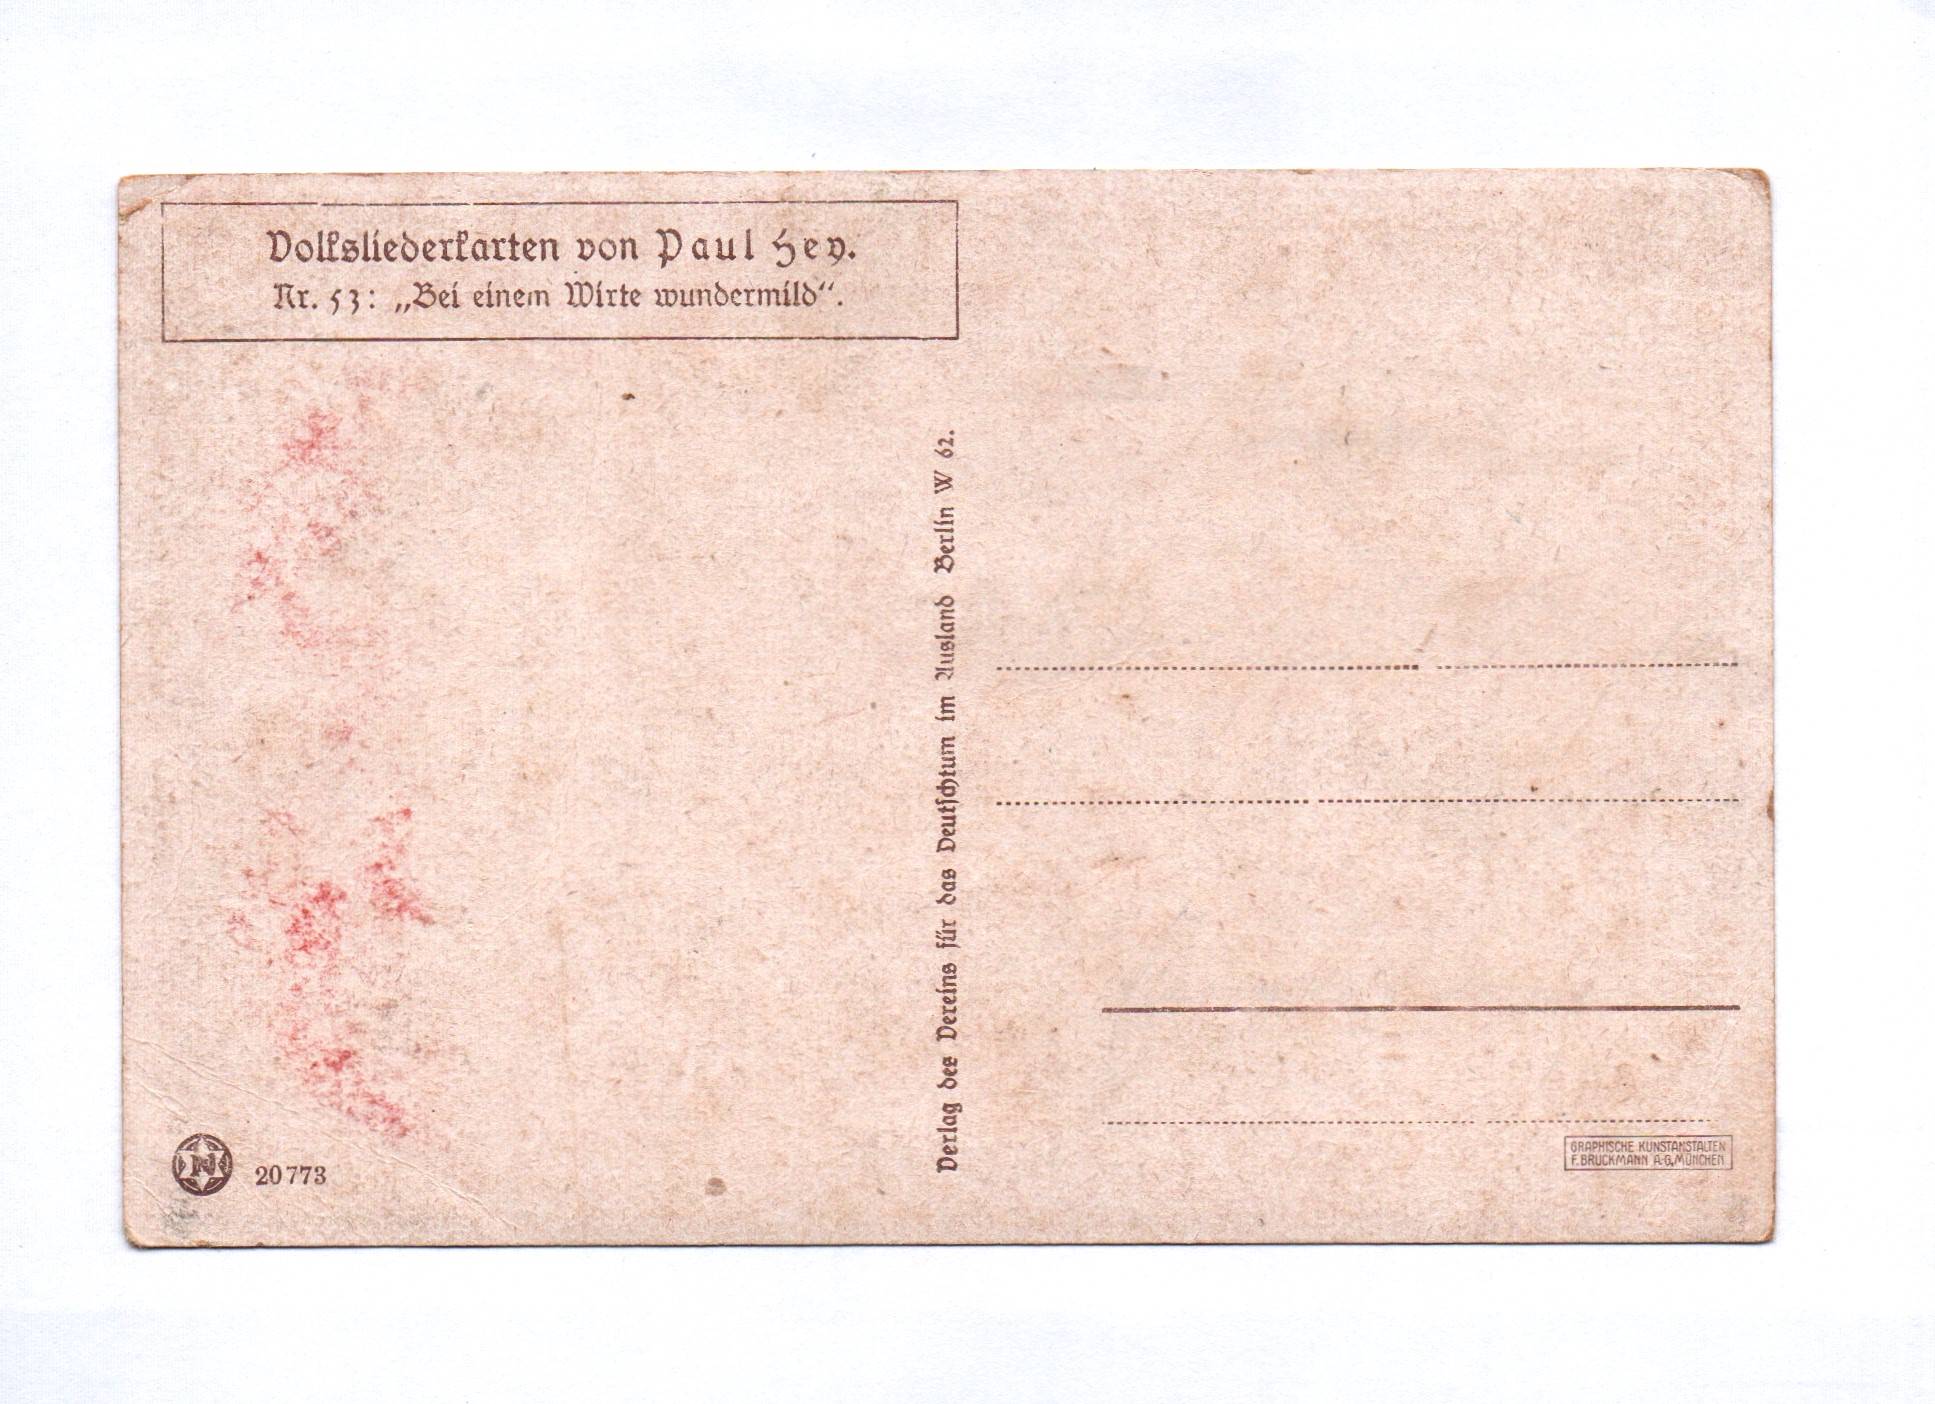 Volksliederkarten von Paul Hey.
Nr. 53: „Bei einem Wirte wundermild“.
Verlag des Vereins für das Deutschtum im Ausland Berlin W 62.
N 20773
GRAPHISCHE KUNSTANSTALTEN
F. BRUCKMANN A-G, MÜNCHEN